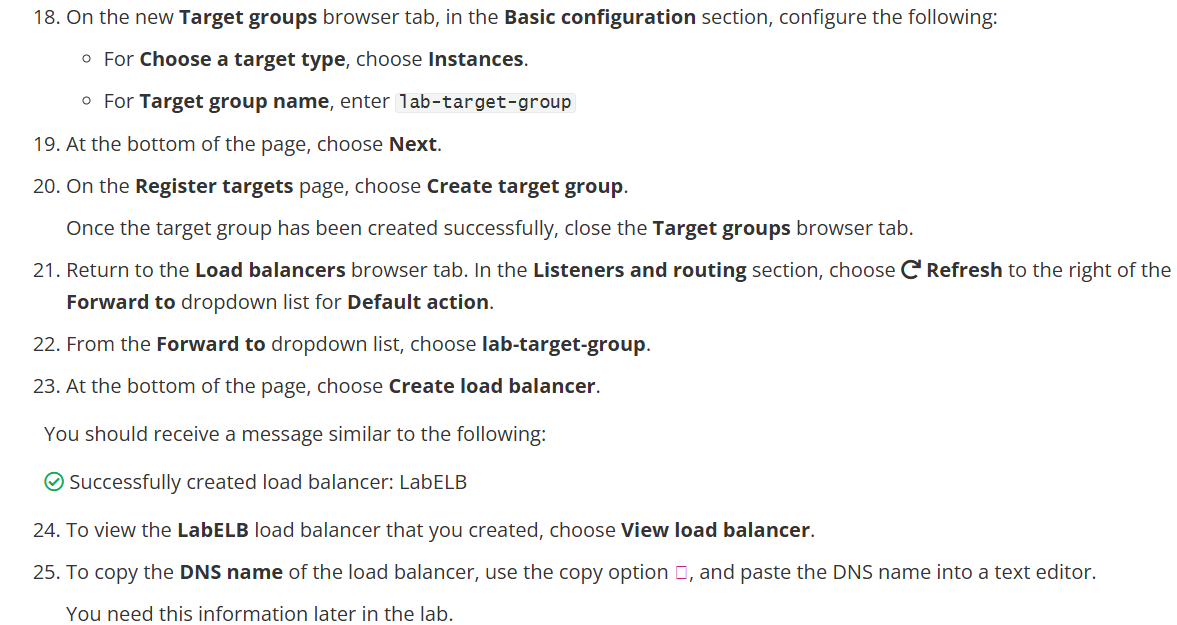 18. On the new Target groups browser tab, in the Basic configuration section, configure the following:
○ For Choose a target type, choose Instances.
○ For Target group name, enter lab-target-group
19. At the bottom of the page, choose Next.
20. On the Register targets page, choose Create target group.
Once the target group has been created successfully, close the Target groups browser tab.
21. Return to the Load balancers browser tab. In the Listeners and routing section, choose Refresh to the right of the
Forward to dropdown list for Default action.
22. From the Forward to dropdown list, choose lab-target-group.
23. At the bottom of the page, choose Create load balancer.
You should receive a message similar to the following:
Successfully created load balancer: LabELB
24. To view the LabELB load balancer that you created, choose View load balancer.
25. To copy the DNS name of the load balancer, use the copy option , and paste the DNS name into a text editor.
You need this information later in the lab.